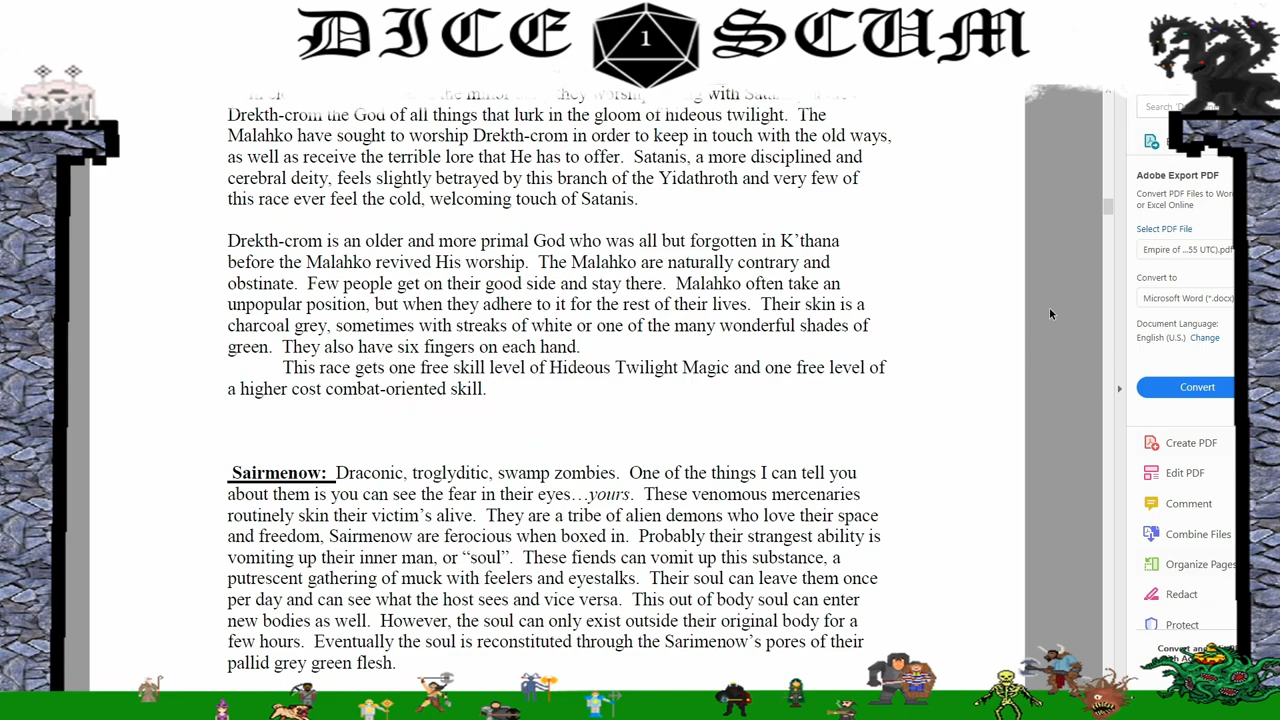 DICE 1 SCUM
Drekth-crom the God of all things that lurk in the gloom of hideous twilight. The
Malahko have sought to worship Drekth-crom in order to keep in touch with the old ways,
as well as receive the terrible lore that He has to offer. Satanis, a more disciplined and
cerebral deity, feels slightly betrayed by this branch of the Yidathroth and very few of
this race ever feel the cold, welcoming touch of Satanis.
Drekth-crom is an older and more primal God who was all but forgotten in K’thana
before the Malahko revived His worship. The Malahko are naturally contrary and
obstinate. Few people get on their good side and stay there. Malahko often take an
unpopular position, but when they adhere to it for the rest of their lives. Their skin is a
charcoal grey, sometimes with streaks of white or one of the many wonderful shades of
green. They also have six fingers on each hand.
This race gets one free skill level of Hideous Twilight Magic and one free level of
a higher cost combat-oriented skill.
Sairmenow: Draconic, troglyditic, swamp zombies. One of the things I can tell you
about them is you can see the fear in their eyes…yours. These venomous mercenaries
routinely skin their victim’s alive. They are a tribe of alien demons who love their space
and freedom, Sairmenow are ferocious when boxed in. Probably their strangest ability is
vomiting up their inner man, or “soul”. These fiends can vomit up this substance, a
putrescent gathering of muck with feelers and eyestalks. Their soul can leave them once
per day and can see what the host sees and vice versa. This out of body soul can enter
new bodies as well. However, the soul can only exist outside their original body for a
few hours. Eventually the soul is reconstituted through the Sarimenow’s pores of their
pallid grey green flesh.
Search
Adobe Export PDF
Convert PDF Files to Wor
or Excel Online
Select PDF File
Empire of ...55 UTC).pdf
Convert to
Microsoft Word (*.docx)
Document Language:
English (U.S.) Change
Convert
Create PDF
Edit PDF
Comment
Combine Files
Organize Pages
Redact
Protect